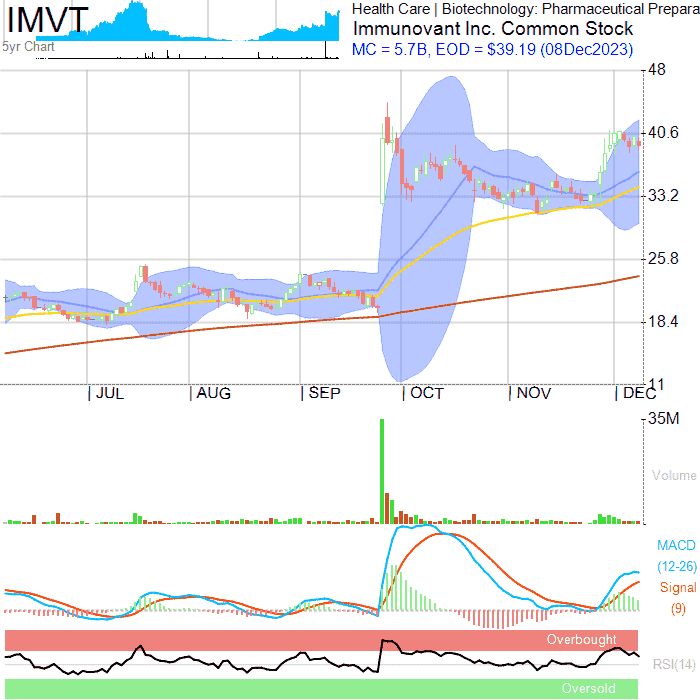 IMVT
5yr Chart
Health Care | Biotechnology: Pharmaceutical Prepara
Immunovant Inc. Common Stock
MC = 5.7B, EOD = $39.19 (08Dec2023)
48
40.6
33.2
25.8
18.4
11
JUL AUG SEP OCT NOV DEC
35M
Volume
MACD
(12-26)
Signal
(9)
Overbought
RSI(14)
Oversold